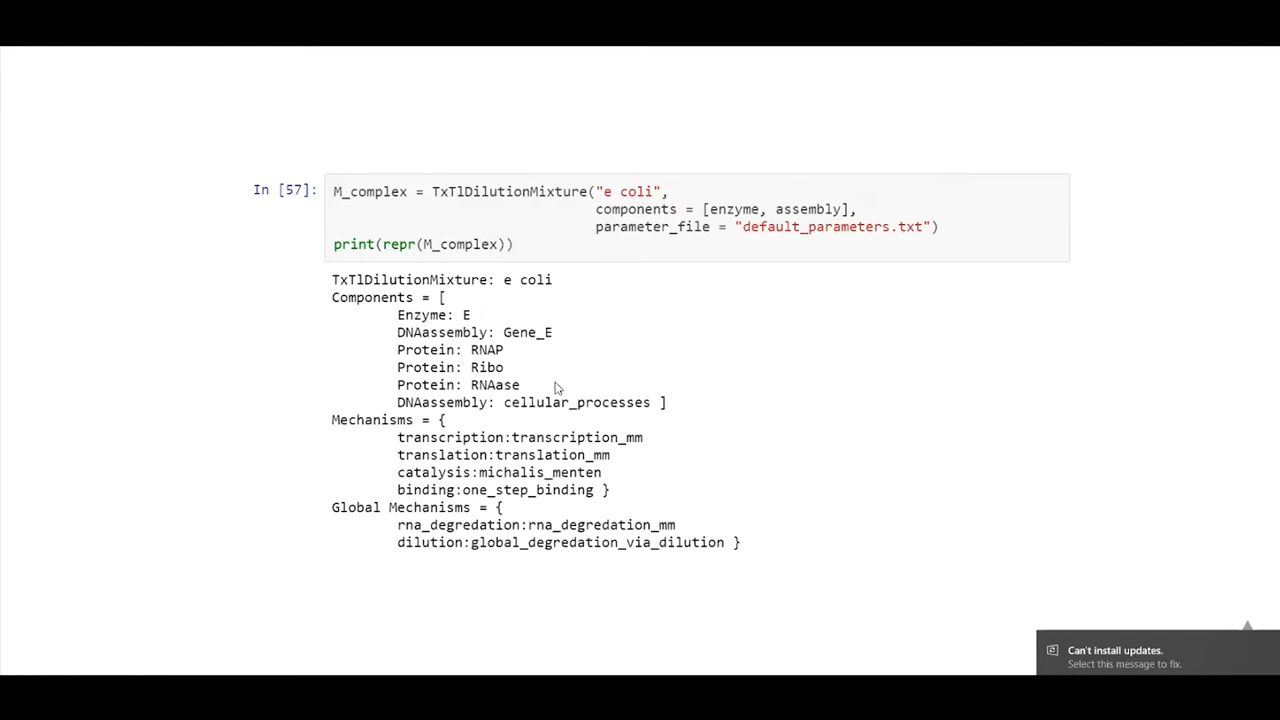 In [57]:
M_complex = TxTlDilutionMixture("e coli",
components = [enzyme, assembly],
parameter_file = "default_parameters.txt")
print(repr(M_complex))
TxTlDilutionMixture: e coli
Components = [
Enzyme: E
DNAassembly: Gene_E
Protein: RNAP
Protein: Ribo
Protein: RNAase
DNAassembly: cellular_processes ]
Mechanisms = {
transcription:transcription_mm
translation:translation_mm
catalysis:michalis_menten
binding:one_step_binding }
Global Mechanisms = {
rna_degredation:rna_degredation_mm
dilution:global_degredation_via_dilution }
Can't install updates.
Select this message to fix.